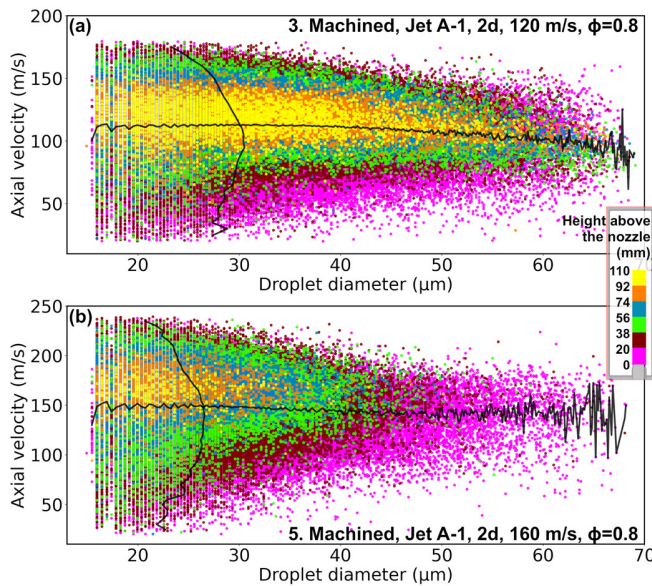 (a)
3. Machined, Jet A-1, 2d, 120 m/s, ϕ=0.8
Axial velocity (m/s)
200
150
100
50
20
30
40
50
60
70
Droplet diameter (μm)
Height above
the nozzle
(mm)
110
92
74
56
38
20
0
(b)
Axial velocity (m/s)
250
200
150
100
50
5. Machined, Jet A-1, 2d, 160 m/s, ϕ=0.8
20
30
40
50
60
70
Droplet diameter (μm)